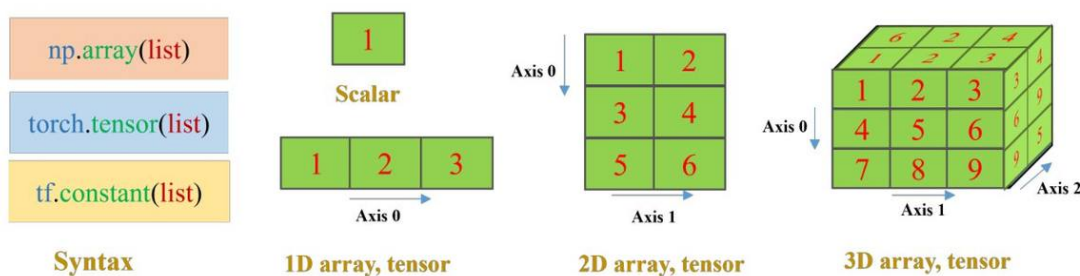 np.array(list)
torch.tensor(list)
tf.constant(list)
Syntax
1
Scalar
1 2 3
Axis 0
1D array, tensor
Axis 0
1 2
3 4
5 6
Axis 1
2D array, tensor
6 2 4
1 2 3
1 2 3
4 5 6
7 8 9
3 4
6 9
9 5
Axis 0
Axis 1
Axis 2
3D array, tensor